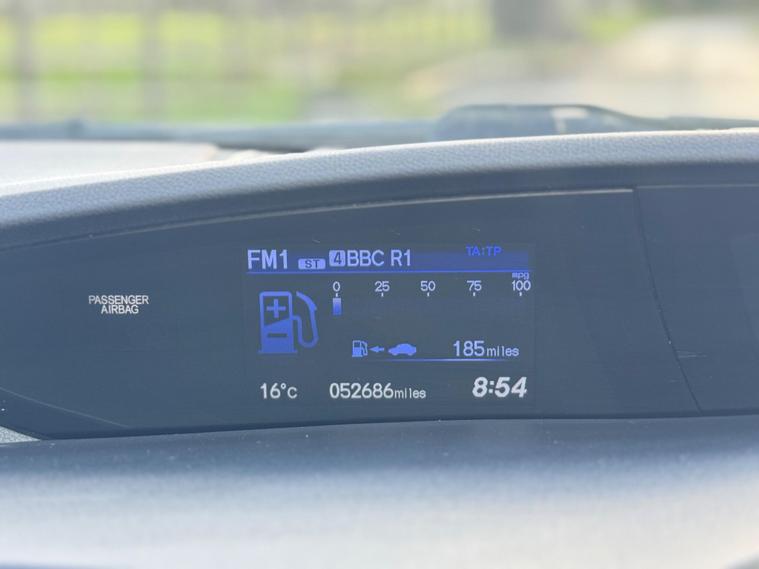 FM1 ST 4 BBC R1 TA:TP
mpg
0 25 50 75 100
PASSENGER
AIRBAG
185 miles
16°C 052686 miles 8:54